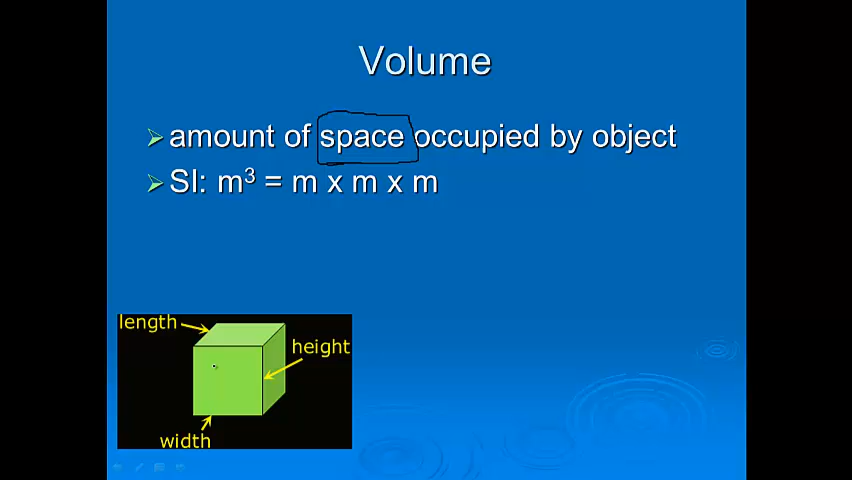 Volume
amount of space occupied by object
SI: m³ = m x m x m
length
height
width